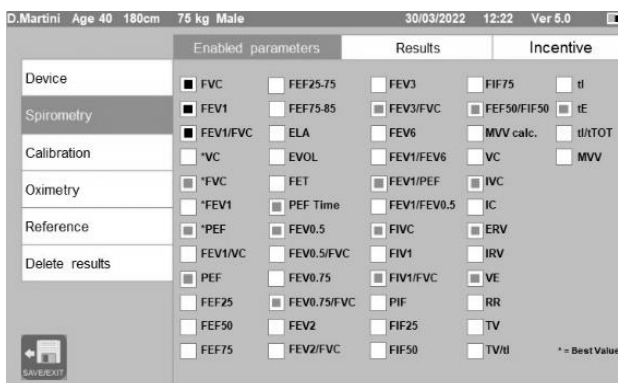 D.Martini Age 40 180cm 75 kg Male 30/03/2022 12:22 Ver 5.0
Enabled parameters Results Incentive
Device
Spirometry
Calibration
Oximetry
Reference
Delete results
SAVE/EXIT
FVC FEF25-75 FEV3 FIF75 tI
FEV1 FEF75-85 FEV3/FVC FEF50/FIF50 tE
FEV1/FVC ELA FEV6 MVV calc. tI/tTOT
*VC EVOL FEV1/FEV6 VC MVV
*FVC FET FEV1/PEF IVC
*FEV1 PEF Time FEV1/FEV0.5 IC
*PEF FEV0.5 FIVC ERV
FEV1/VC FEV0.5/FVC FIV1 IRV
PEF FEV0.75 FIV1/FVC VE
FEF25 FEV0.75/FVC PIF RR
FEF50 FEV2 FIF25 TV
FEF75 FEV2/FVC FIF50 TV/tI * = Best Value